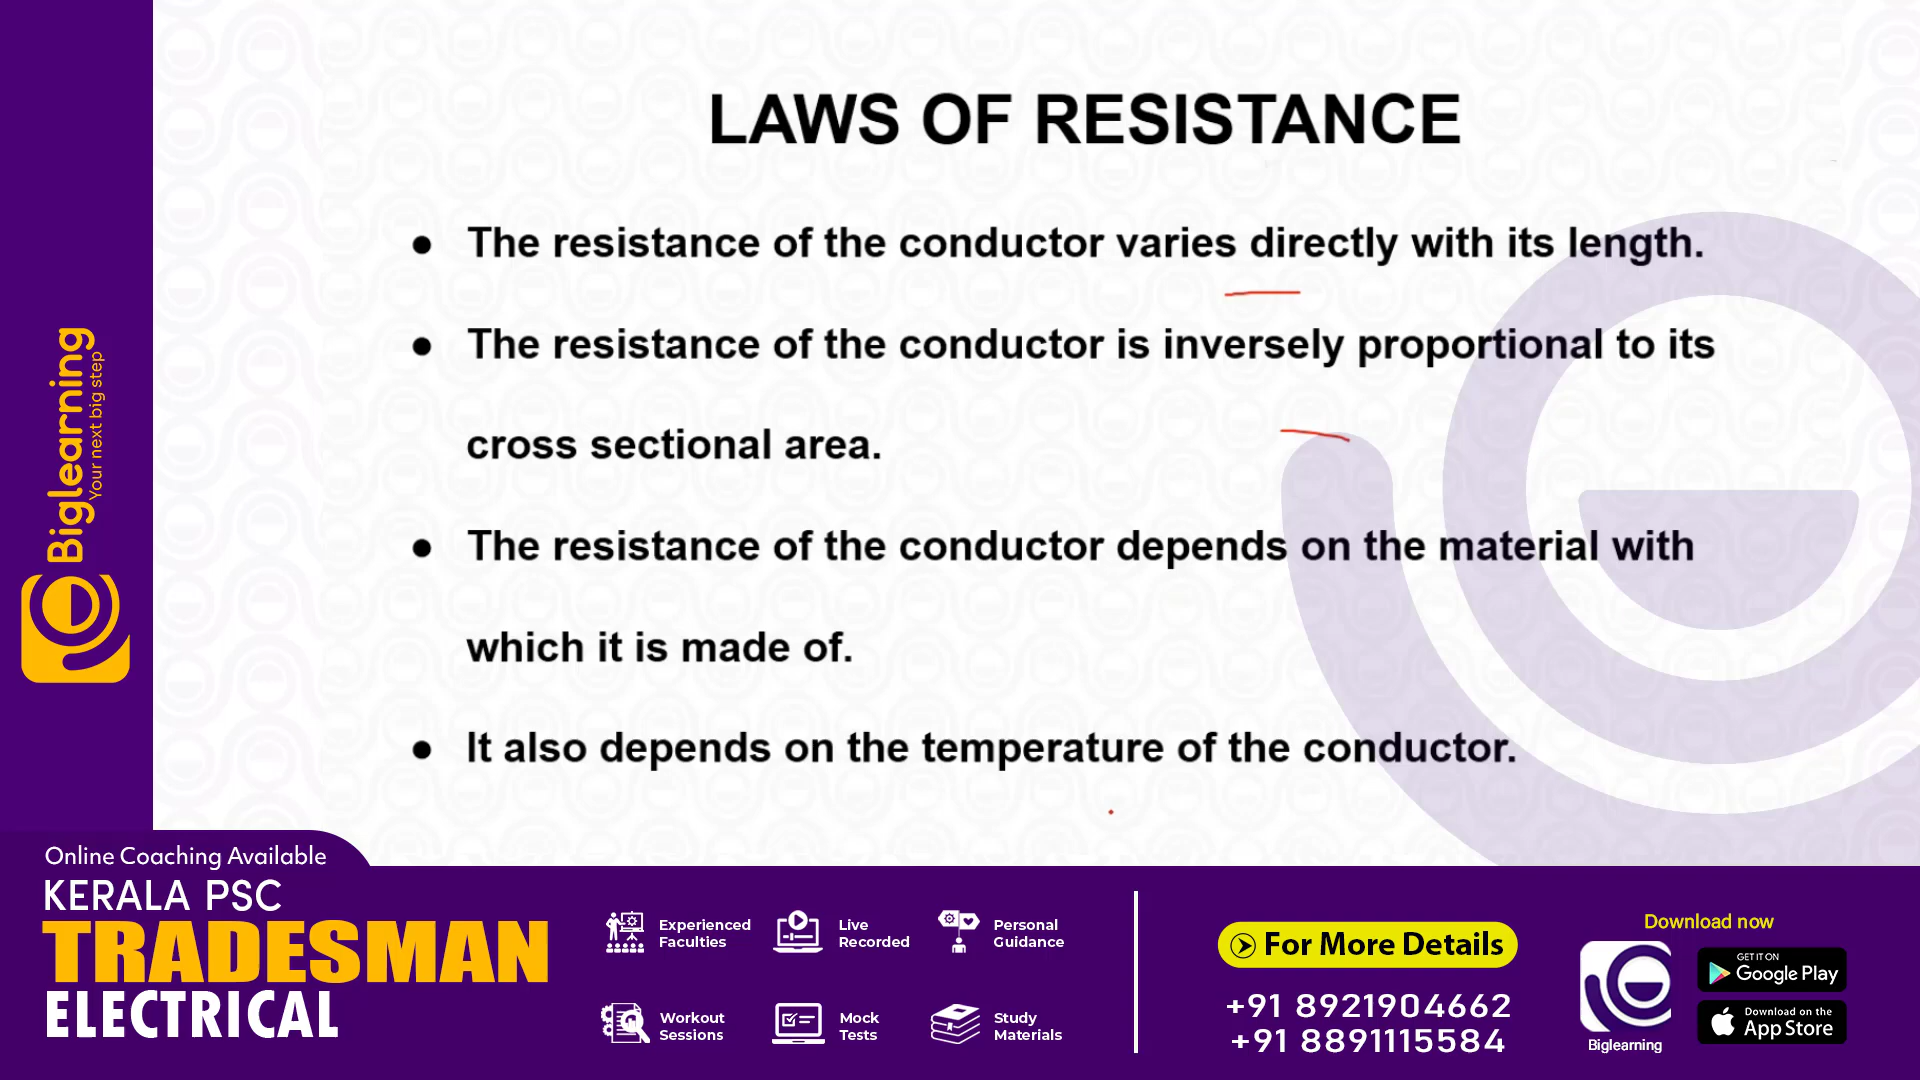 LAWS OF RESISTANCE
● The resistance of the conductor varies directly with its length.
● The resistance of the conductor is inversely proportional to its
cross sectional area.
● The resistance of the conductor depends on the material with
which it is made of.
● It also depends on the temperature of the conductor.
Biglearning
Your next big step
Online Coaching Available
KERALA PSC
TRADESMAN
ELECTRICAL
Experienced
Faculties
Live
Recorded
Personal
Guidance
Workout
Sessions
Mock
Tests
Study
Materials
For More Details
+91 8921904662
+91 8891115584
Download now
Biglearning
GET IT ON
Google Play
Download on the
App Store